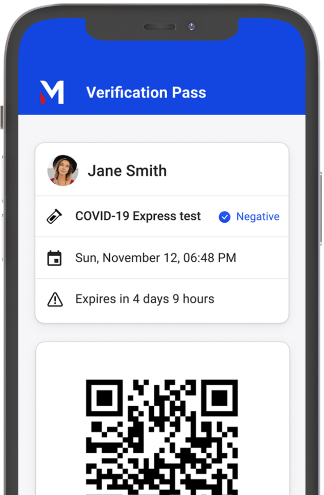 M Verification Pass
Jane Smith
COVID-19 Express test Negative
Sun, November 12, 06:48 PM
Expires in 4 days 9 hours